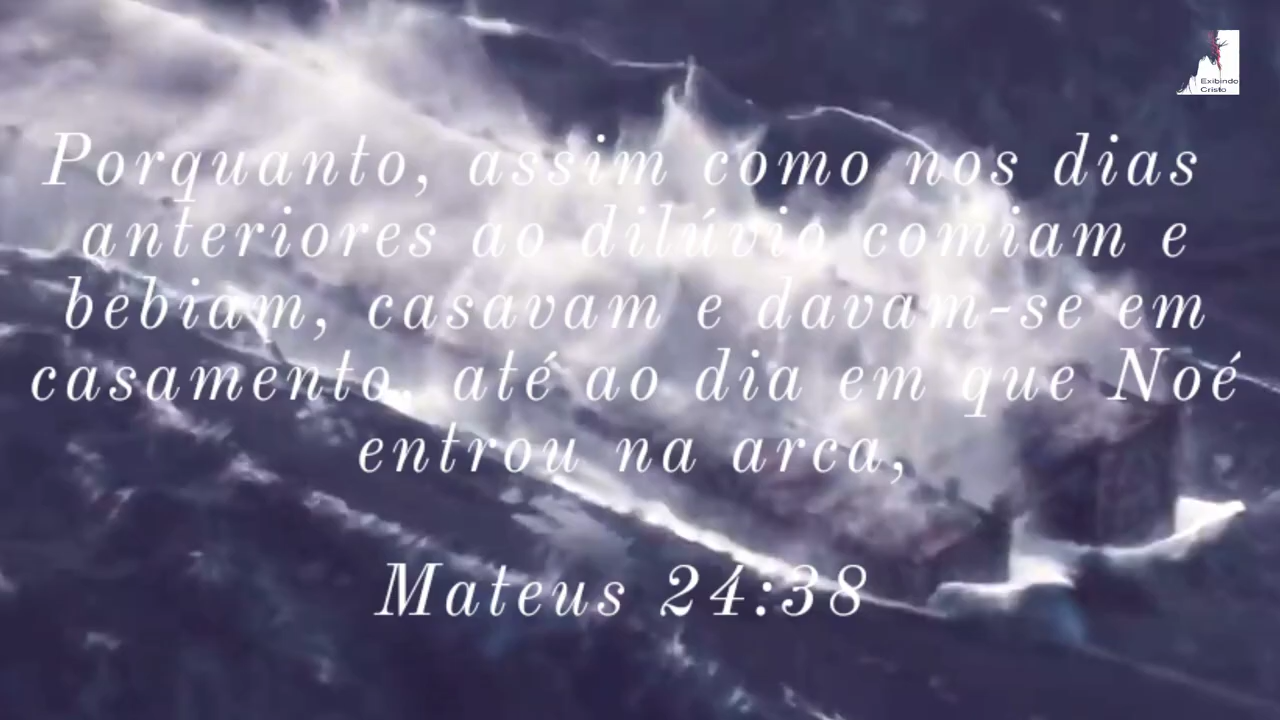 Exibindo
Cristo
Porquanto, assim como nos dias
anteriores ao dilúvio comiam e
bebiam, casavam e davam-se em
casamento, até ao dia em que Noé
entrou na arca,
Mateus 24:38